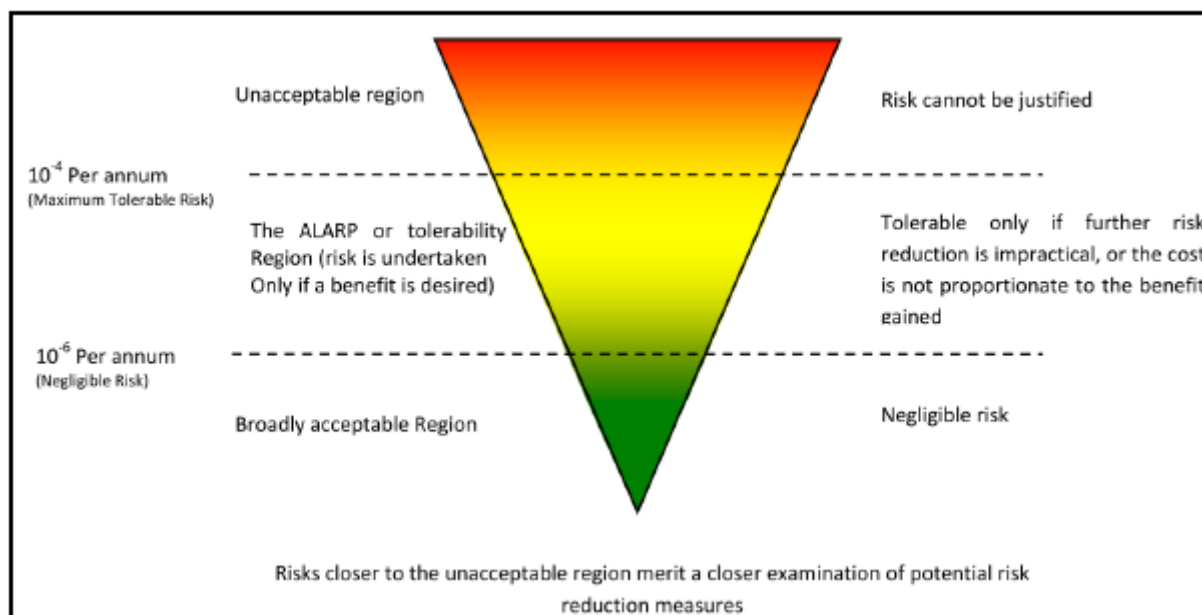 Unacceptable region
Risk cannot be justified
10⁻⁴ Per annum
(Maximum Tolerable Risk)
The ALARP or tolerability
Region (risk is undertaken
Only if a benefit is desired)
Tolerable only if further risk
reduction is impractical, or the cost
is not proportionate to the benefit
gained
10⁻⁶ Per annum
(Negligible Risk)
Broadly acceptable Region
Negligible risk
Risks closer to the unacceptable region merit a closer examination of potential risk
reduction measures